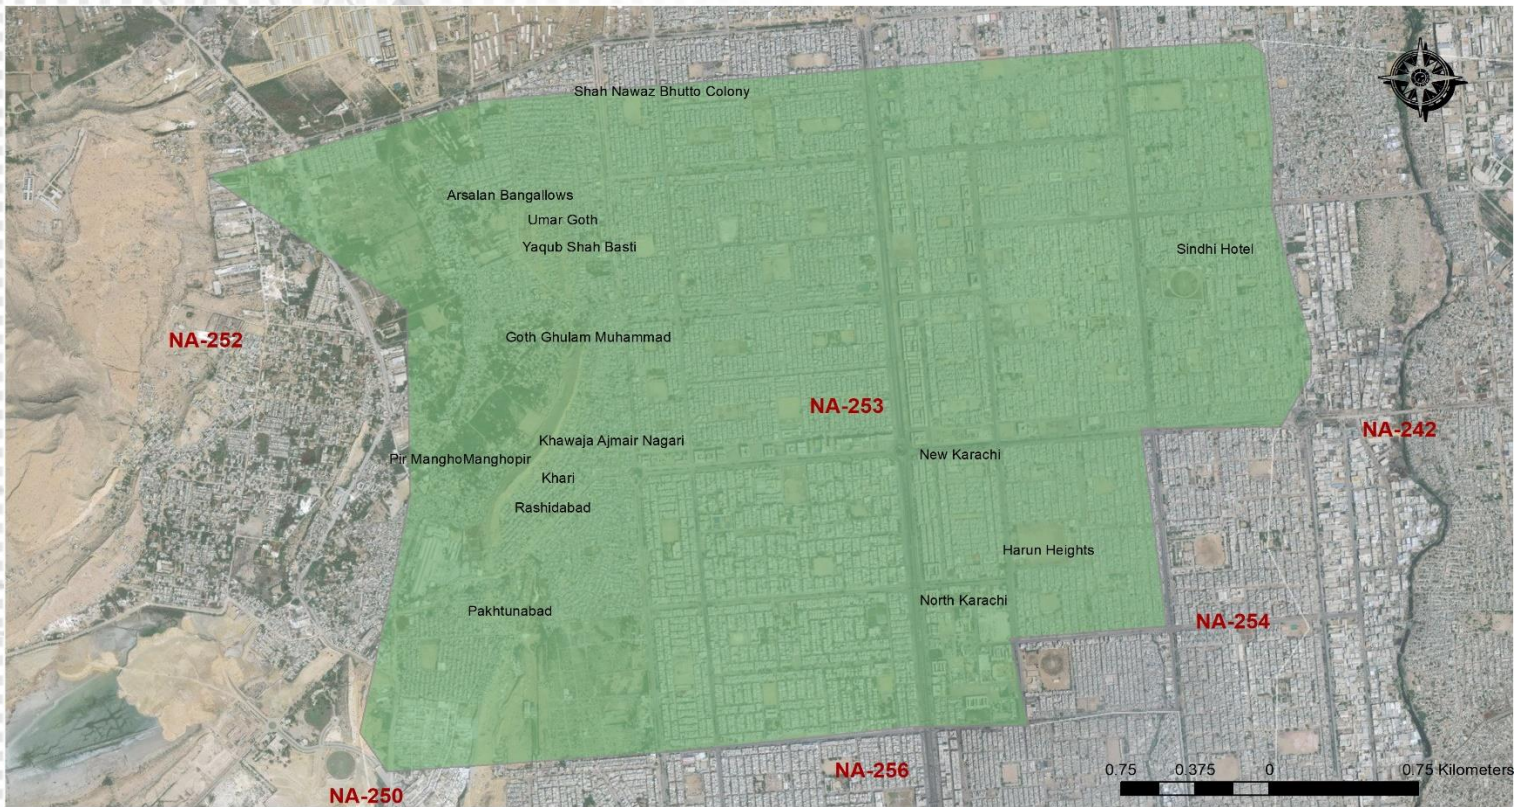 Shah Nawaz Bhutto Colony
Arsalan Bangallows
Umar Goth
Yaqub Shah Basti
Sindhi Hotel
NA-252
Goth Ghulam Muhammad
NA-253
NA-242
Khawaja Ajmair Nagari
New Karachi
Pir ManghoManghopir
Khari
Rashidabad
Harun Heights
North Karachi
Pakhtunabad
NA-254
NA-256
0.75 0.375 0 0.75 Kilometers
NA-250